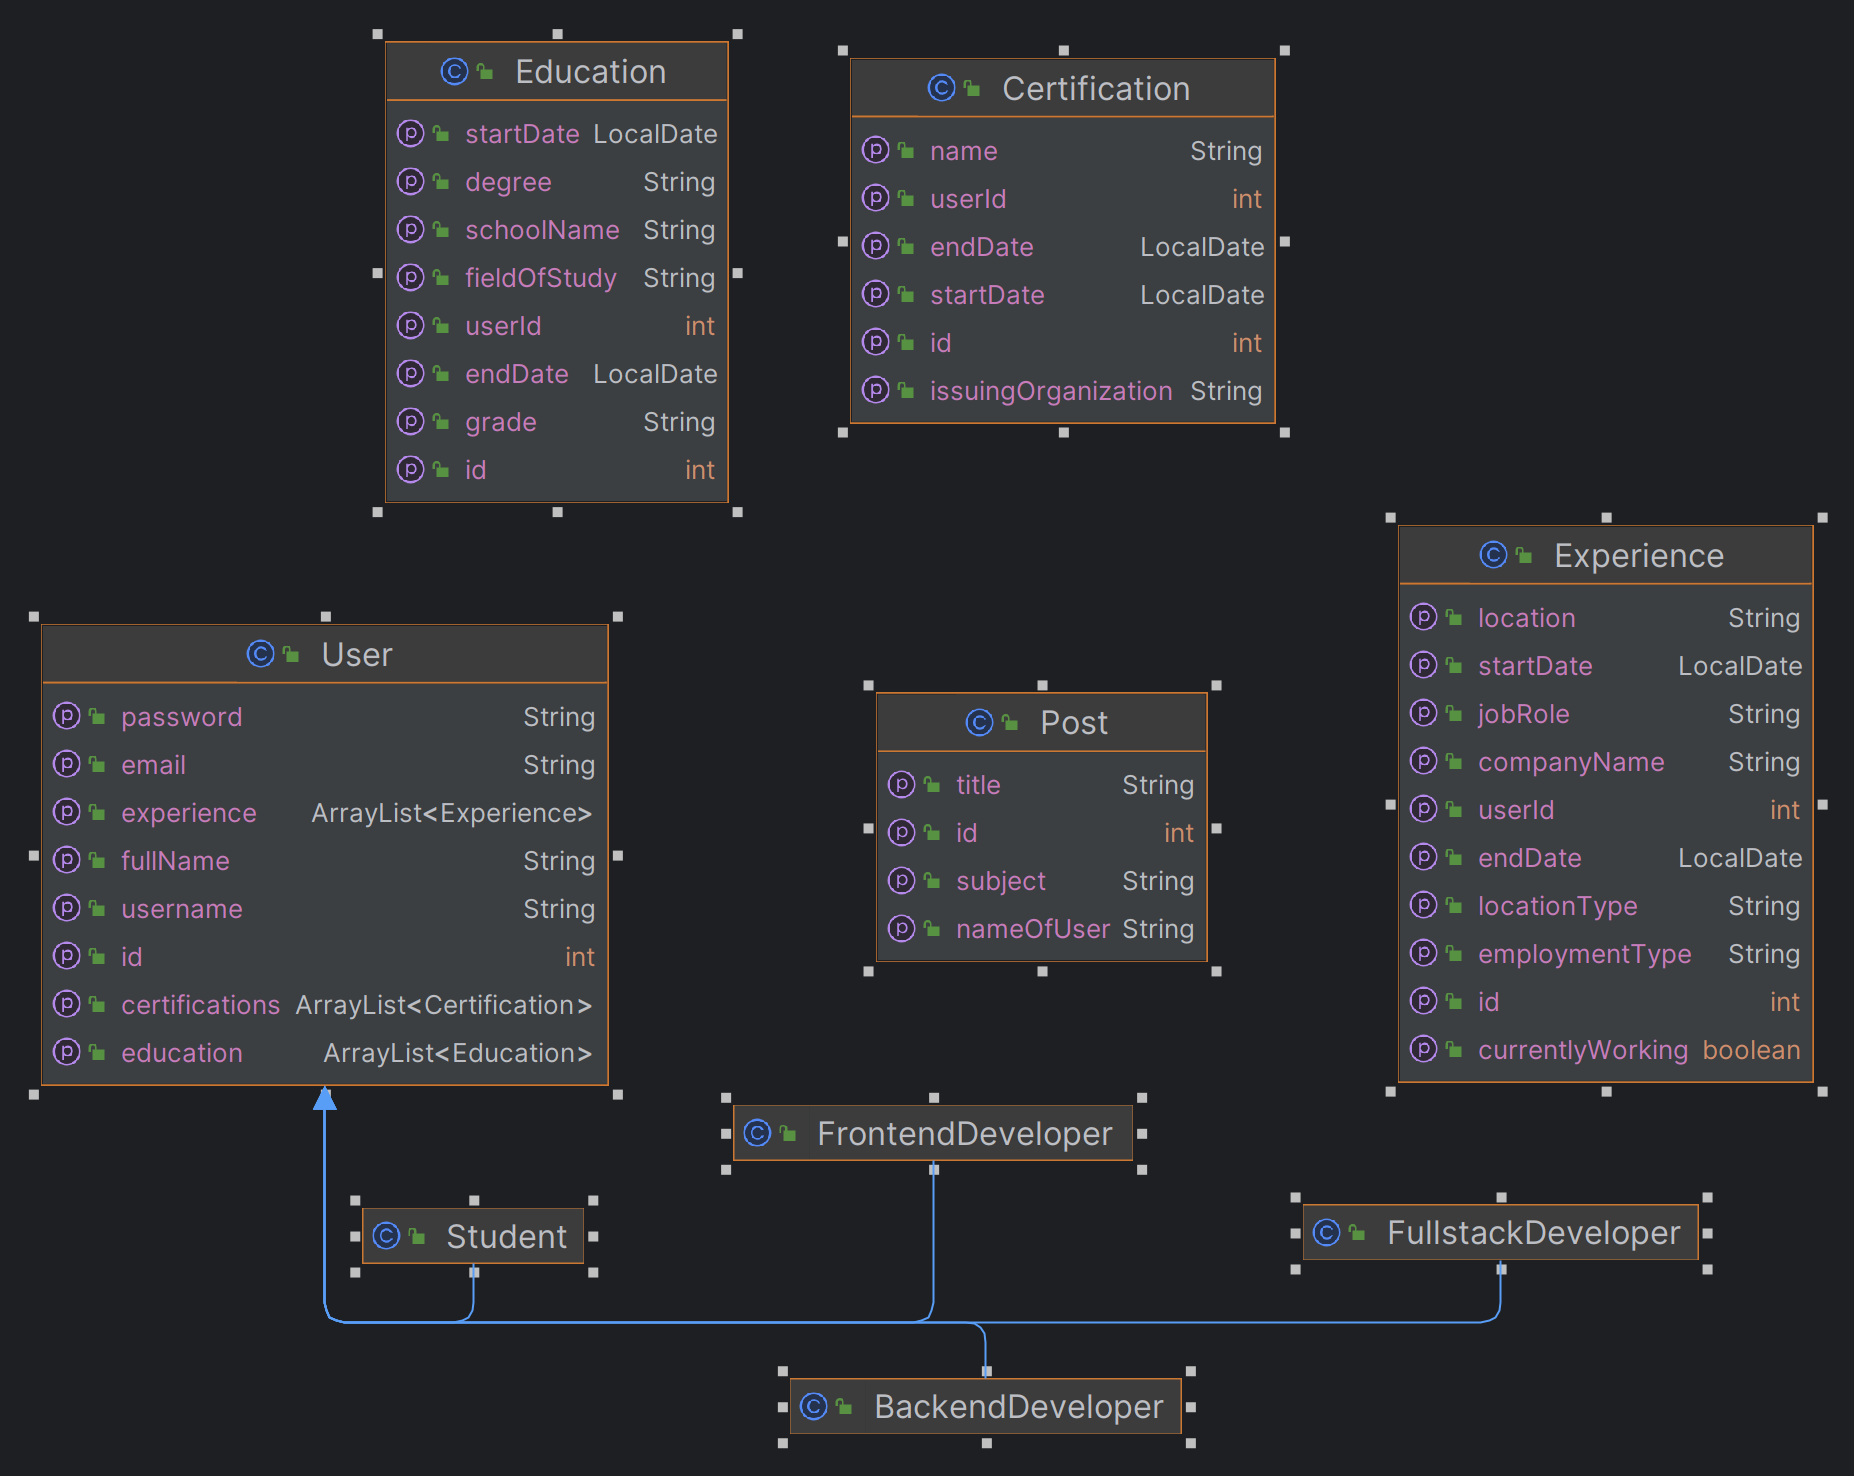 Education
startDate LocalDate
degree String
schoolName String
fieldOfStudy String
userId int
endDate LocalDate
grade String
id int
Certification
name String
userId int
endDate LocalDate
startDate LocalDate
id int
issuingOrganization String
Experience
location String
startDate LocalDate
jobRole String
companyName String
userId int
endDate LocalDate
locationType String
employmentType String
id int
currentlyWorking boolean
User
password String
email String
experience ArrayList<Experience>
fullName String
username String
id int
certifications ArrayList<Certification>
education ArrayList<Education>
Post
title String
id int
subject String
nameOfUser String
FrontendDeveloper
Student
FullstackDeveloper
BackendDeveloper